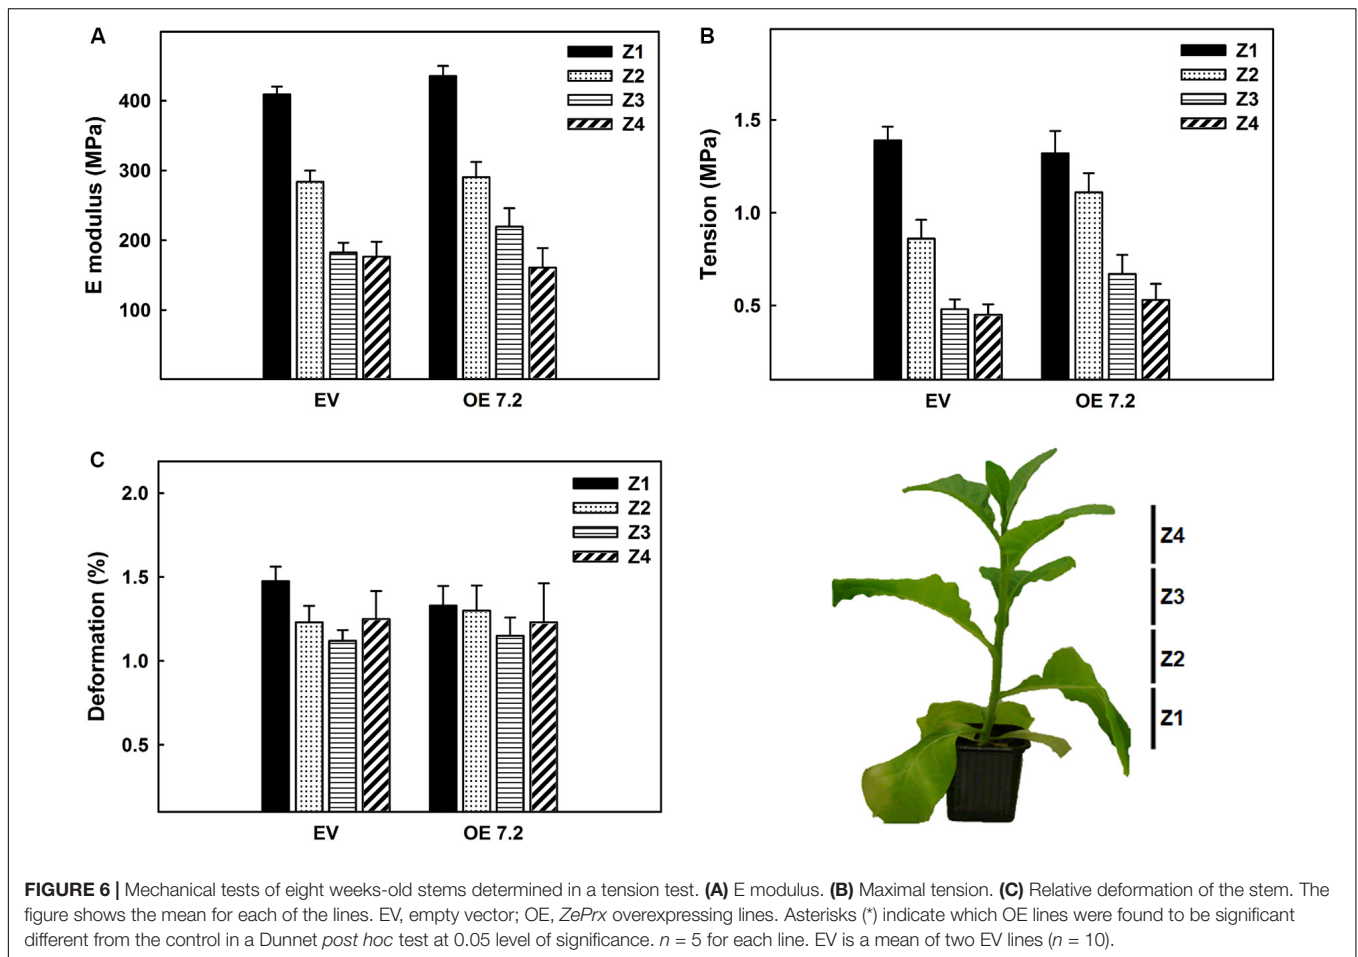 A
Z1
Z2
Z3
Z4
400
300
200
100
E modulus (MPa)
EV
OE 7.2
B
Z1
Z2
Z3
Z4
1.5
1.0
0.5
Tension (MPa)
EV
OE 7.2
C
Z1
Z2
Z3
Z4
2.0
1.5
1.0
0.5
Deformation (%)
EV
OE 7.2
Z4
Z3
Z2
Z1
FIGURE 6 | Mechanical tests of eight weeks-old stems determined in a tension test. (A) E modulus. (B) Maximal tension. (C) Relative deformation of the stem. The
figure shows the mean for each of the lines. EV, empty vector; OE, ZePrx overexpressing lines. Asterisks (*) indicate which OE lines were found to be significant
different from the control in a Dunnet post hoc test at 0.05 level of significance. n = 5 for each line. EV is a mean of two EV lines (n = 10).